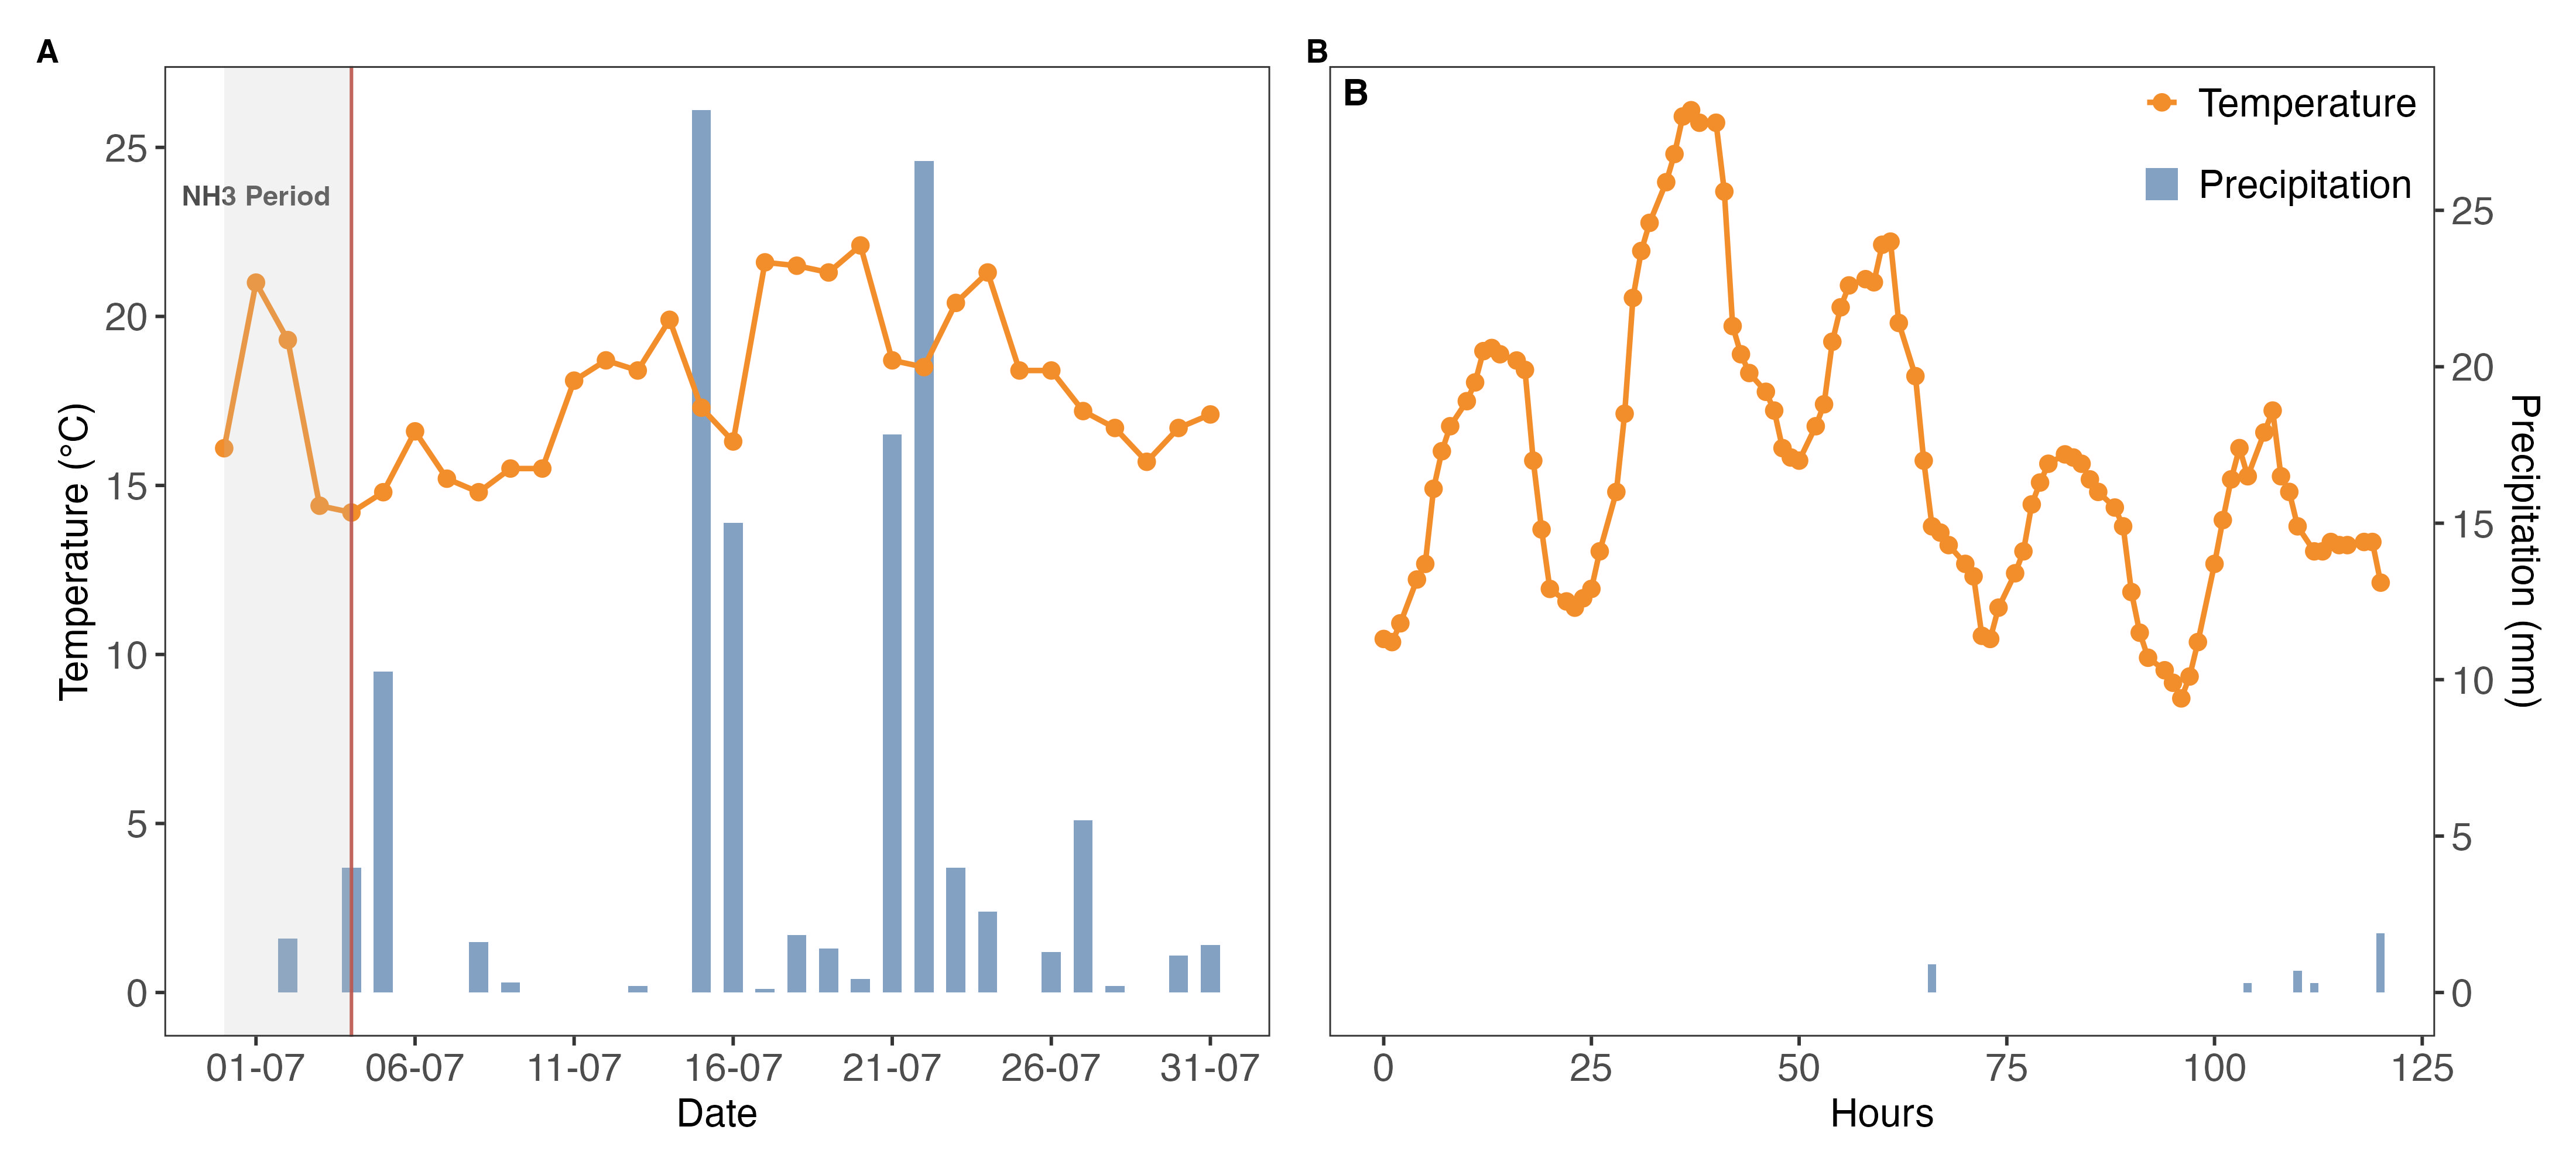 A
B
B
NH3 Period
Temperature
Precipitation
25
20
15
10
5
0
Temperature (°C)
01-07
06-07
11-07
16-07
21-07
26-07
31-07
Date
0
25
50
75
100
125
Hours
25
20
15
10
5
0
Precipitation (mm)